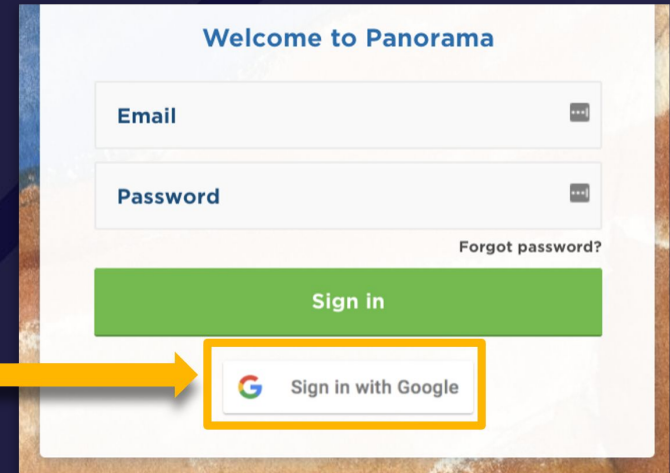 Welcome to Panorama
Email
Password
Forgot password?
Sign in
Sign in with Google